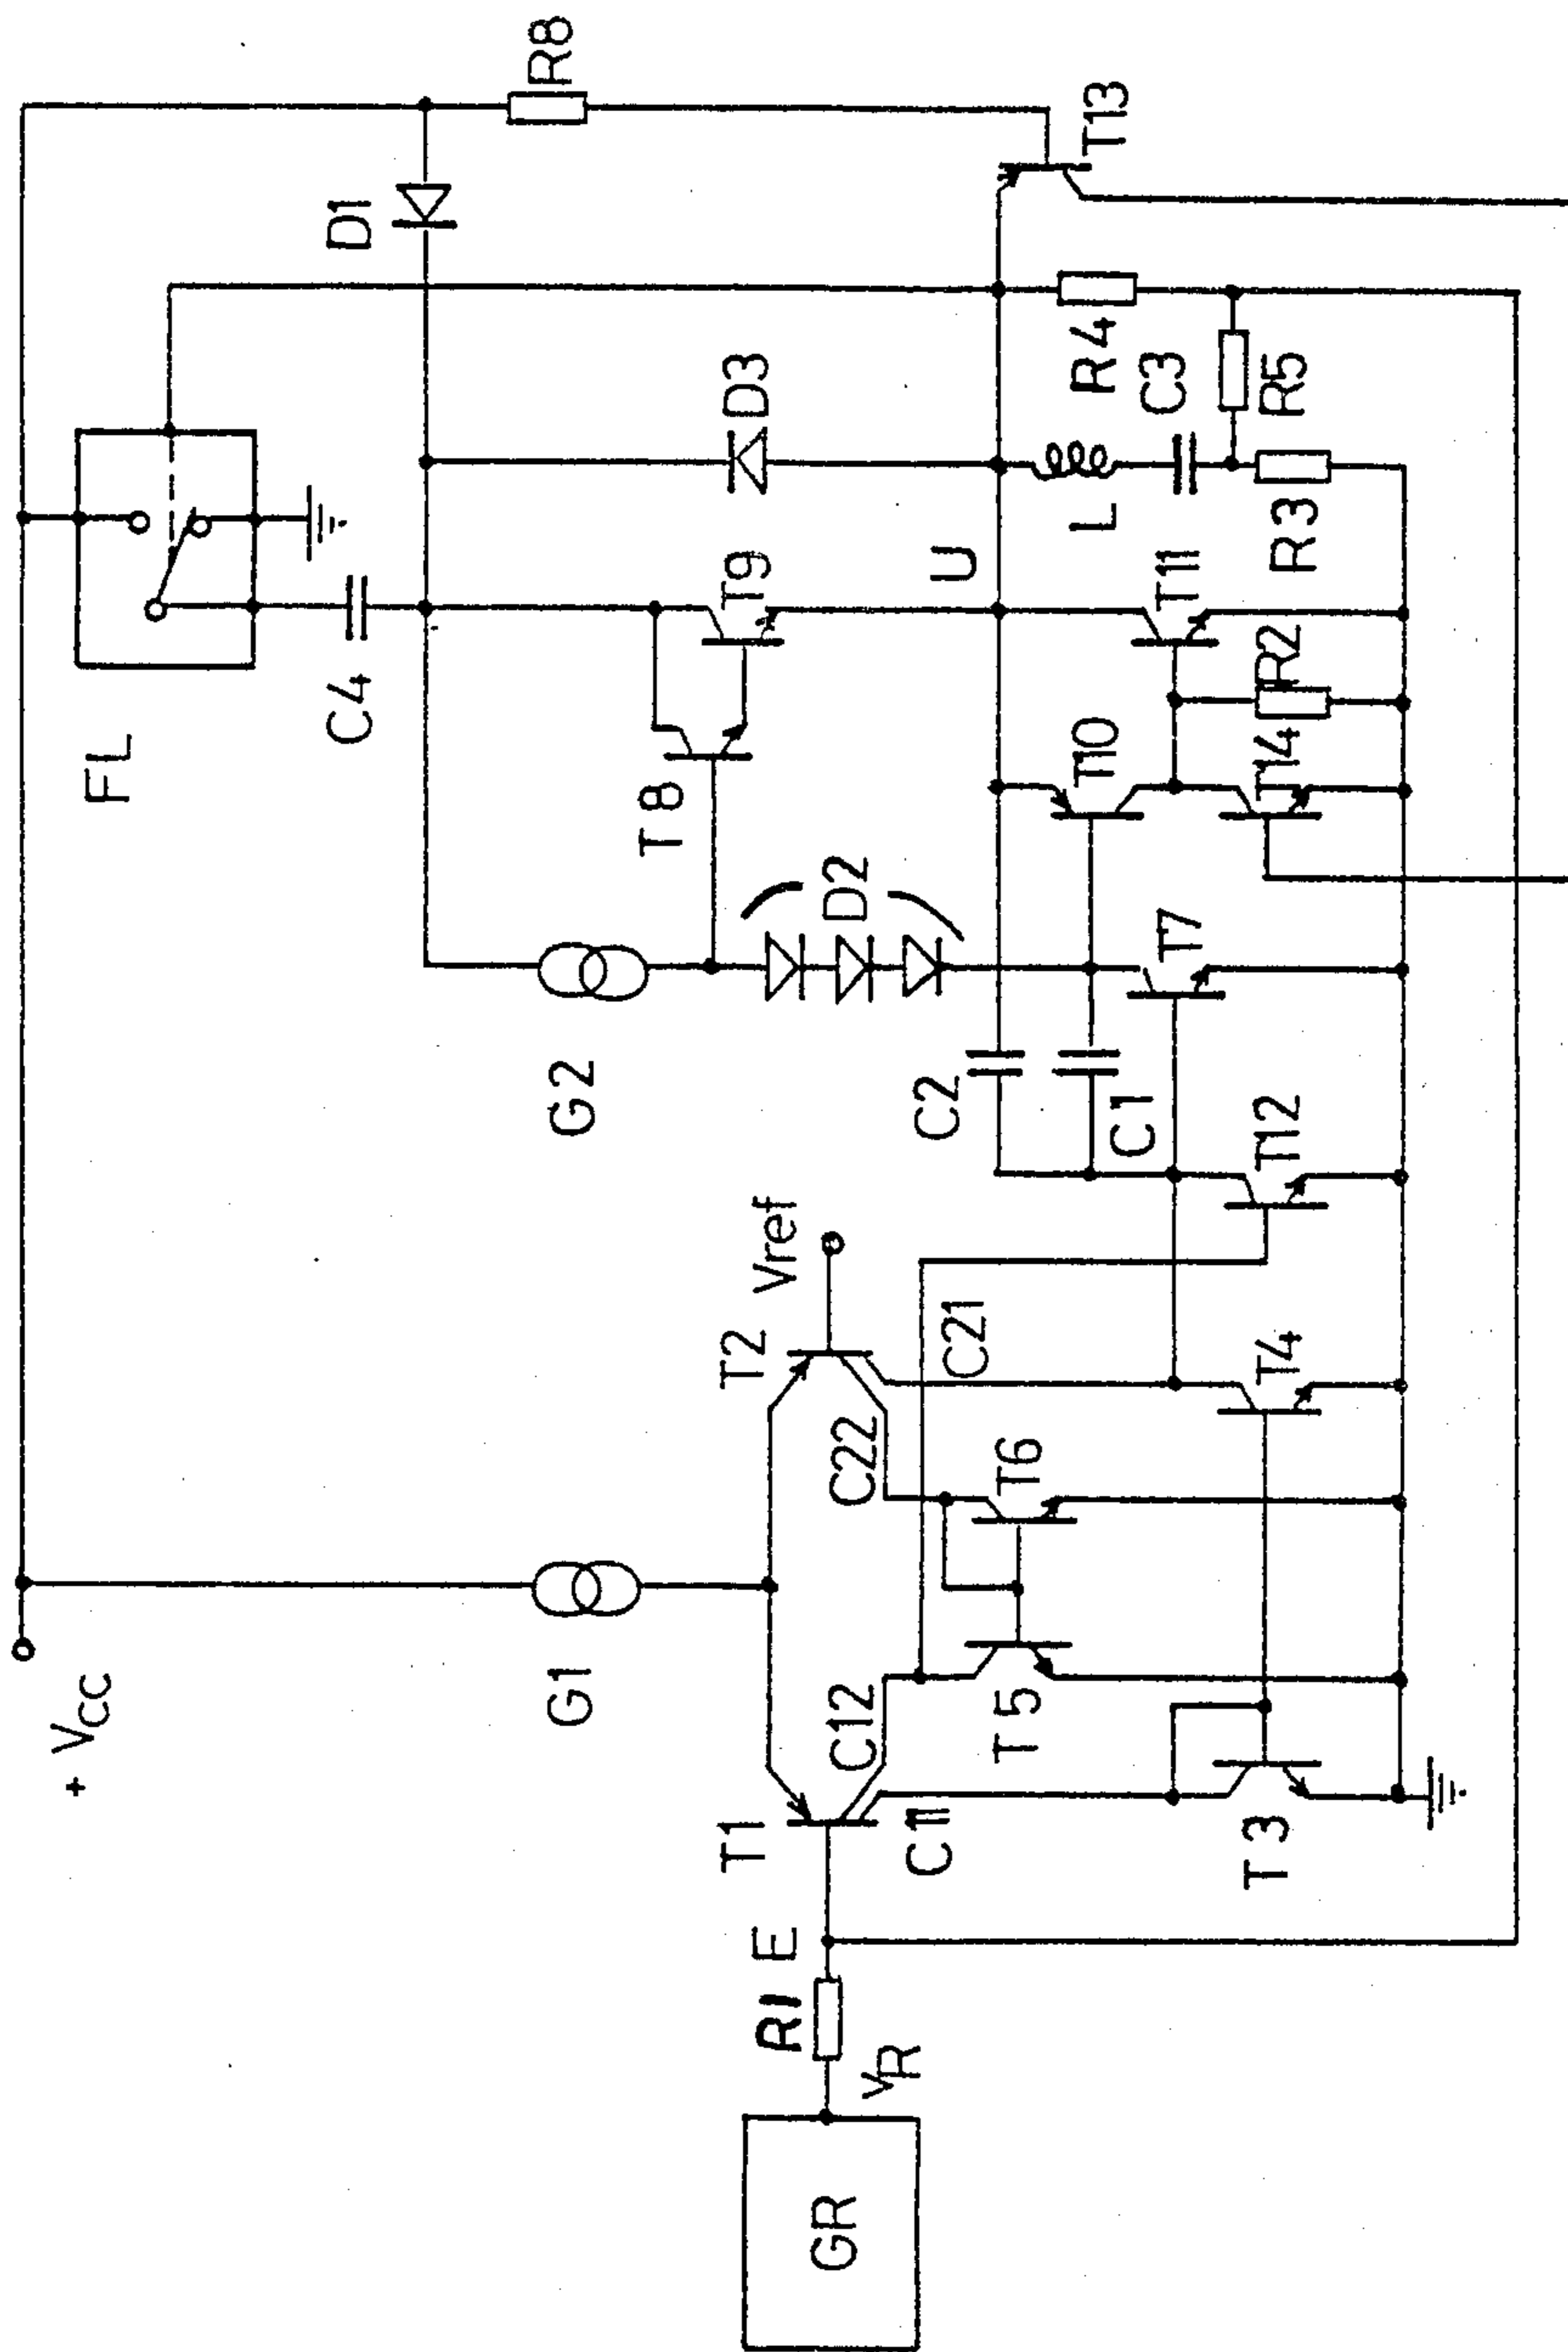 + VCC
FL
C4
D1
R8
G1
G2
T8
T9
D3
R1
E
T1
T2
Vref
D2
GR
VR
C12
C22
C2
U
C11
C21
T5
T6
C1
T10
L
R4
T13
C3
T7
T11
T3
T4
T12
T14
R2
R3
R5